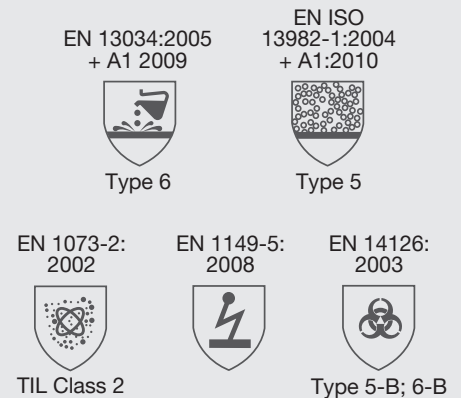 EN 13034:2005
+ A1 2009
Type 6
EN ISO
13982-1:2004
+ A1:2010
Type 5
EN 1073-2:
2002
TIL Class 2
EN 1149-5:
2008
EN 14126:
2003
Type 5-B; 6-B